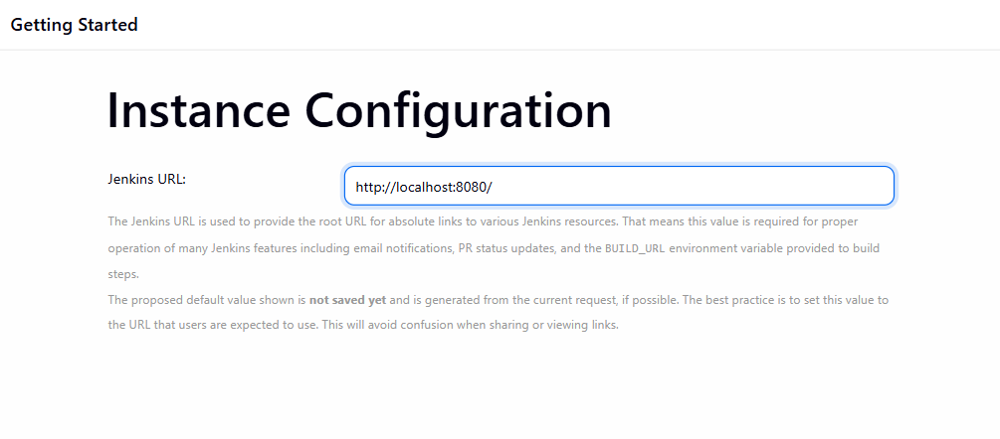 Getting Started
Instance Configuration
Jenkins URL:
http://localhost:8080/
The Jenkins URL is used to provide the root URL for absolute links to various Jenkins resources. That means this value is required for proper
operation of many Jenkins features including email notifications, PR status updates, and the BUILD_URL environment variable provided to build
steps.
The proposed default value shown is not saved yet and is generated from the current request, if possible. The best practice is to set this value to
the URL that users are expected to use. This will avoid confusion when sharing or viewing links.